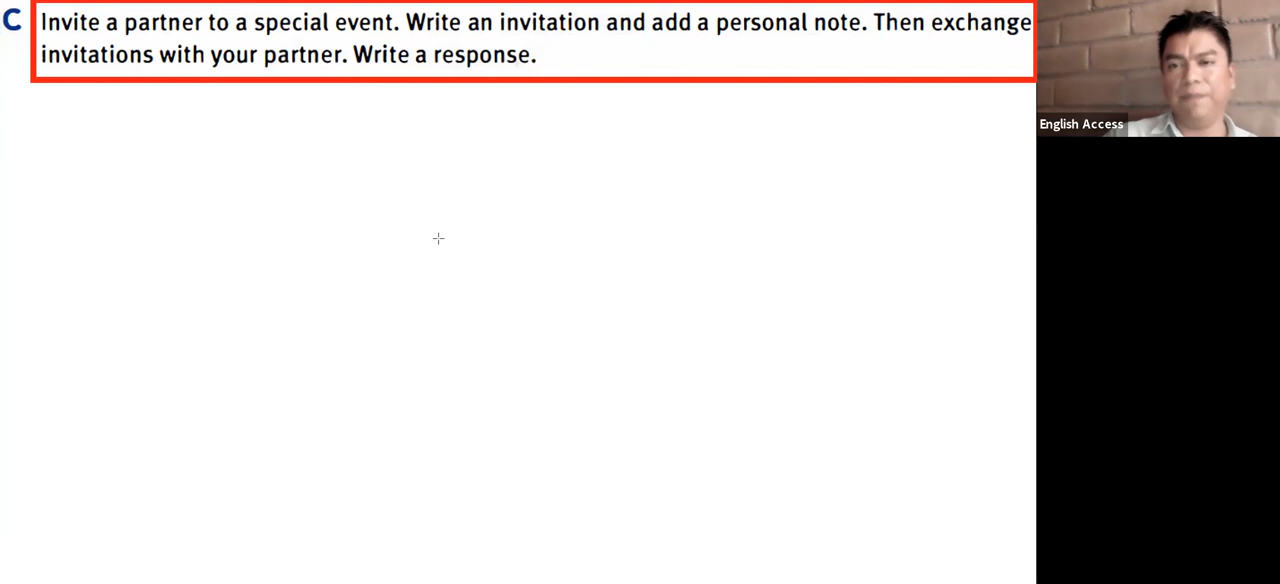 C Invite a partner to a special event. Write an invitation and add a personal note. Then exchange
invitations with your partner. Write a response.
English Access